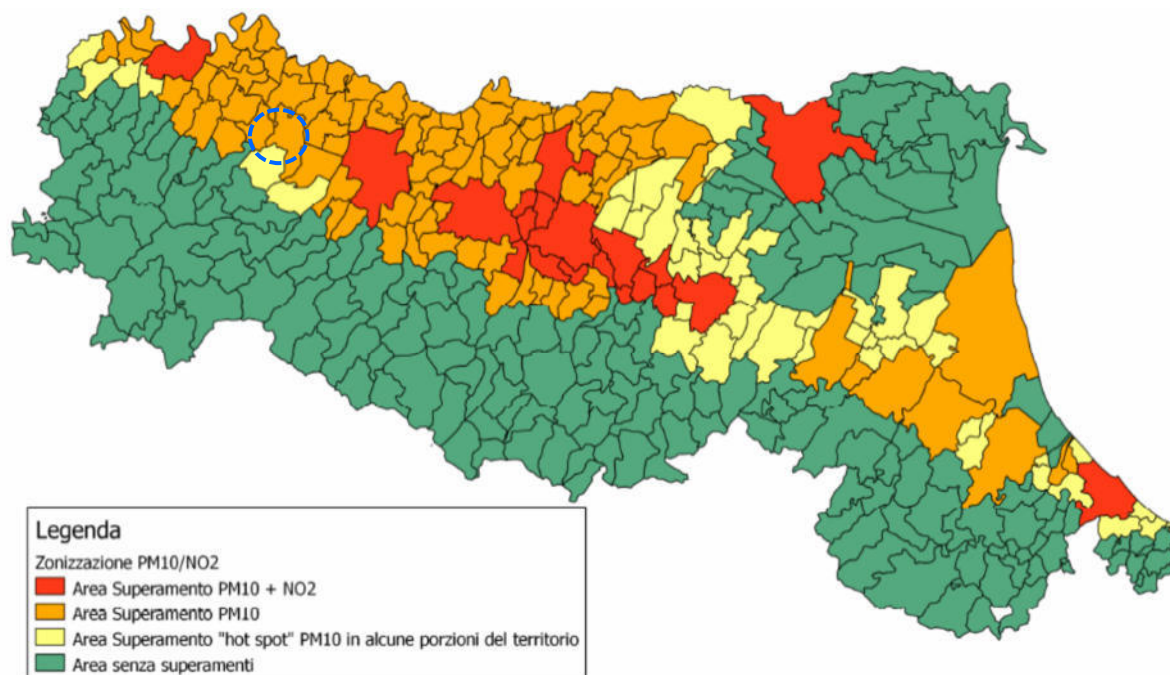 Legenda
Zonizzazione PM10/NO2
Area Superamento PM10 + NO2
Area Superamento PM10
Area Superamento "hot spot" PM10 in alcune porzioni del territorio
Area senza superamenti